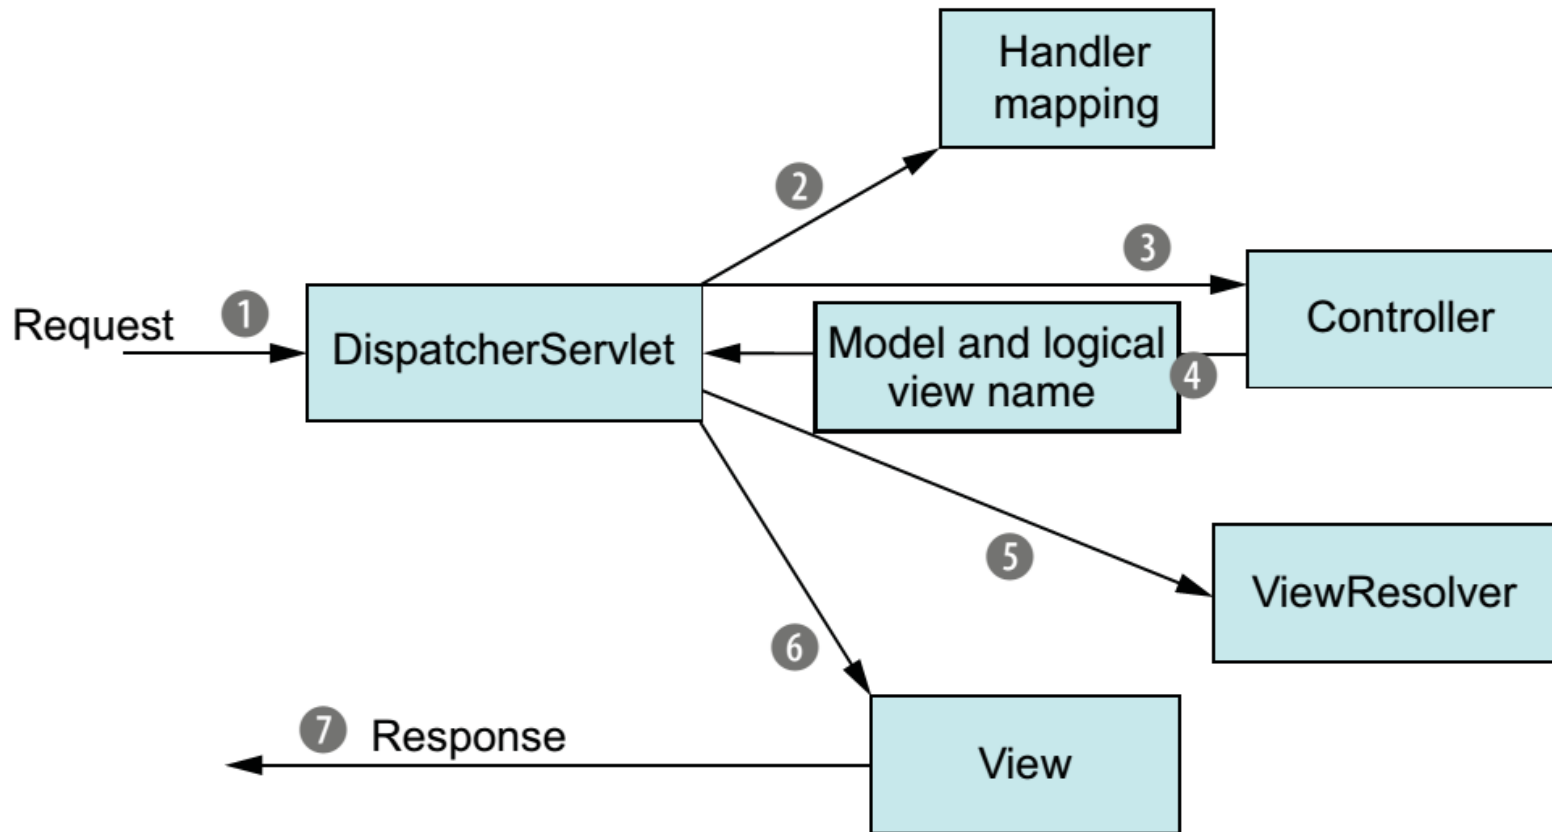 Handler
mapping
2
3
Request
1
DispatcherServlet
Model and logical
view name
4
Controller
5
ViewResolver
6
7
Response
View